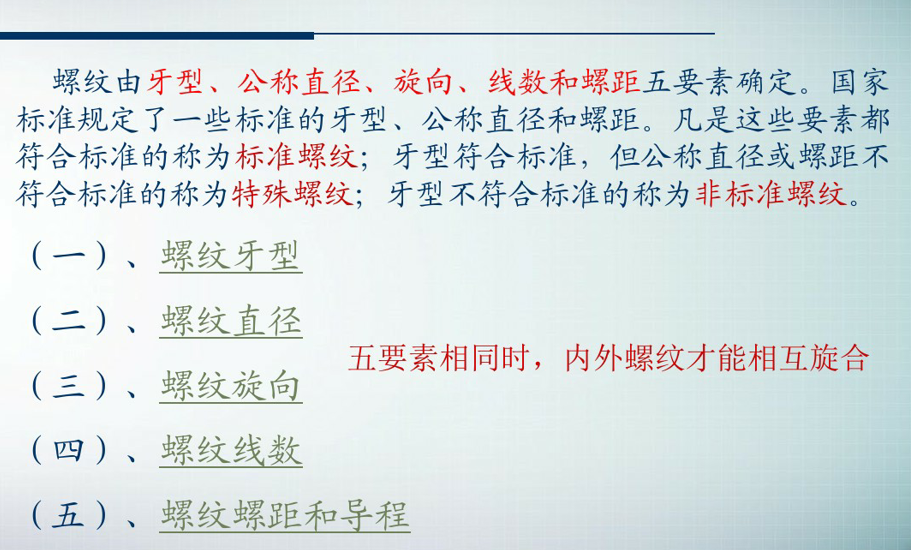 螺纹由牙型、公称直径、旋向、线数和螺距五要素确定。国家
标准规定了一些标准的牙型、公称直径和螺距。凡是这些要素都
符合标准的称为标准螺纹；牙型符合标准，但公称直径或螺距不
符合标准的称为特殊螺纹；牙型不符合标准的称为非标准螺纹。
（一）、螺纹牙型
（二）、螺纹直径
五要素相同时，内外螺纹才能相互旋合
（三）、螺纹旋向
（四）、螺纹线数
（五）、螺纹螺距和导程